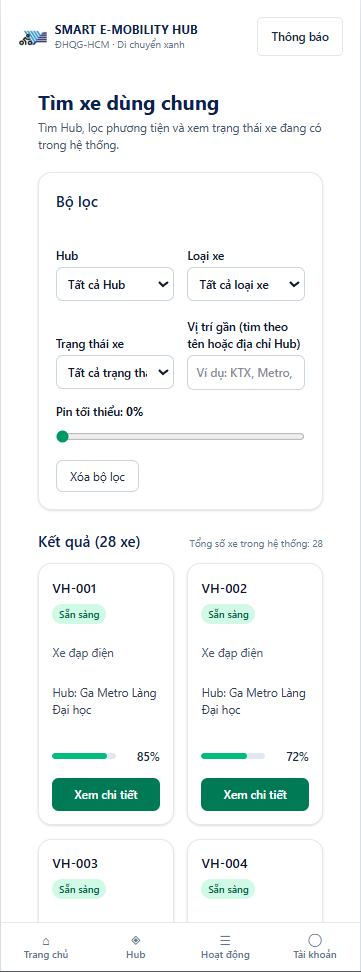 SMART E-MOBILITY HUB
ĐHQG-HCM · Di chuyển xanh
Thông báo
Tìm xe dùng chung
Tìm Hub, lọc phương tiện và xem trạng thái xe đang có
trong hệ thống.
Bộ lọc
Hub
Loại xe
Tất cả Hub
Tất cả loại xe
Trạng thái xe
Vị trí gần (tìm theo
tên hoặc địa chỉ Hub)
Tất cả trạng thá
Ví dụ: KTX, Metro,
Pin tối thiểu: 0%
Xóa bộ lọc
Kết quả (28 xe)
Tổng số xe trong hệ thống: 28
VH-001
Sẵn sàng
Xe đạp điện
Hub: Ga Metro Làng
Đại học
85%
Xem chi tiết
VH-002
Sẵn sàng
Xe đạp điện
Hub: Ga Metro Làng
Đại học
72%
Xem chi tiết
VH-003
Sẵn sàng
VH-004
Sẵn sàng
Trang chủ
Hub
Hoạt động
Tài khoản